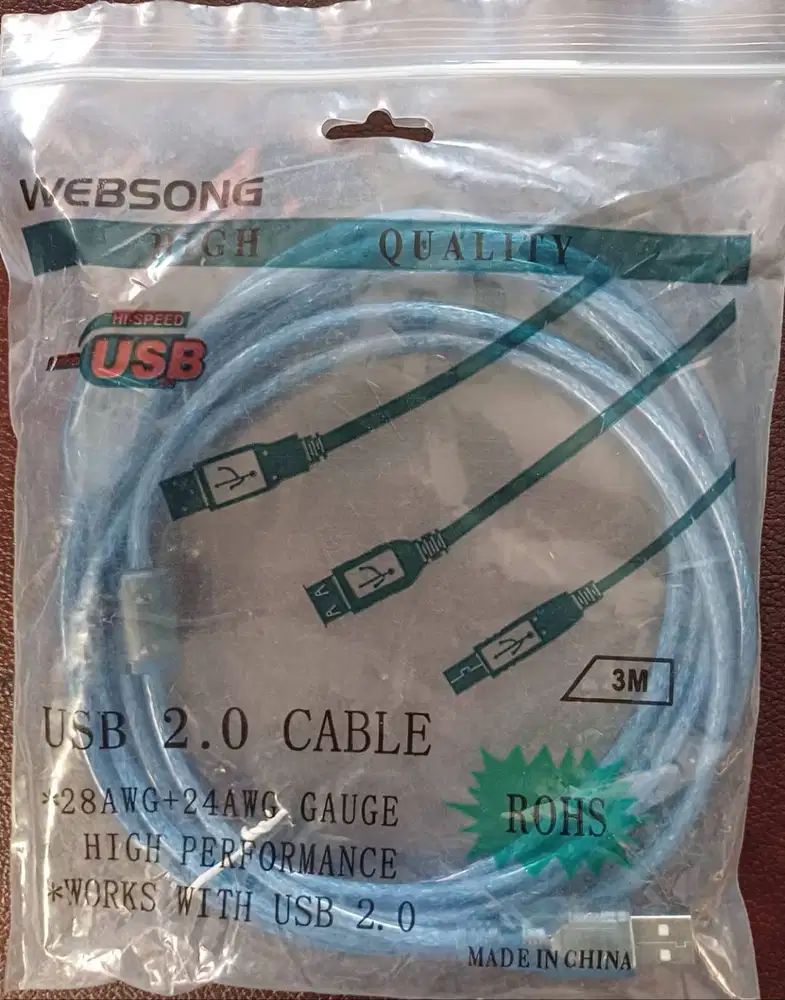 WEBSONG
HIGH QUALITY
HI-SPEED
USB
3M
USB 2.0 CABLE
*28AWG+24AWG GAUGE
HIGH PERFORMANCE
*WORKS WITH USB 2.0
ROHS
MADE IN CHINA